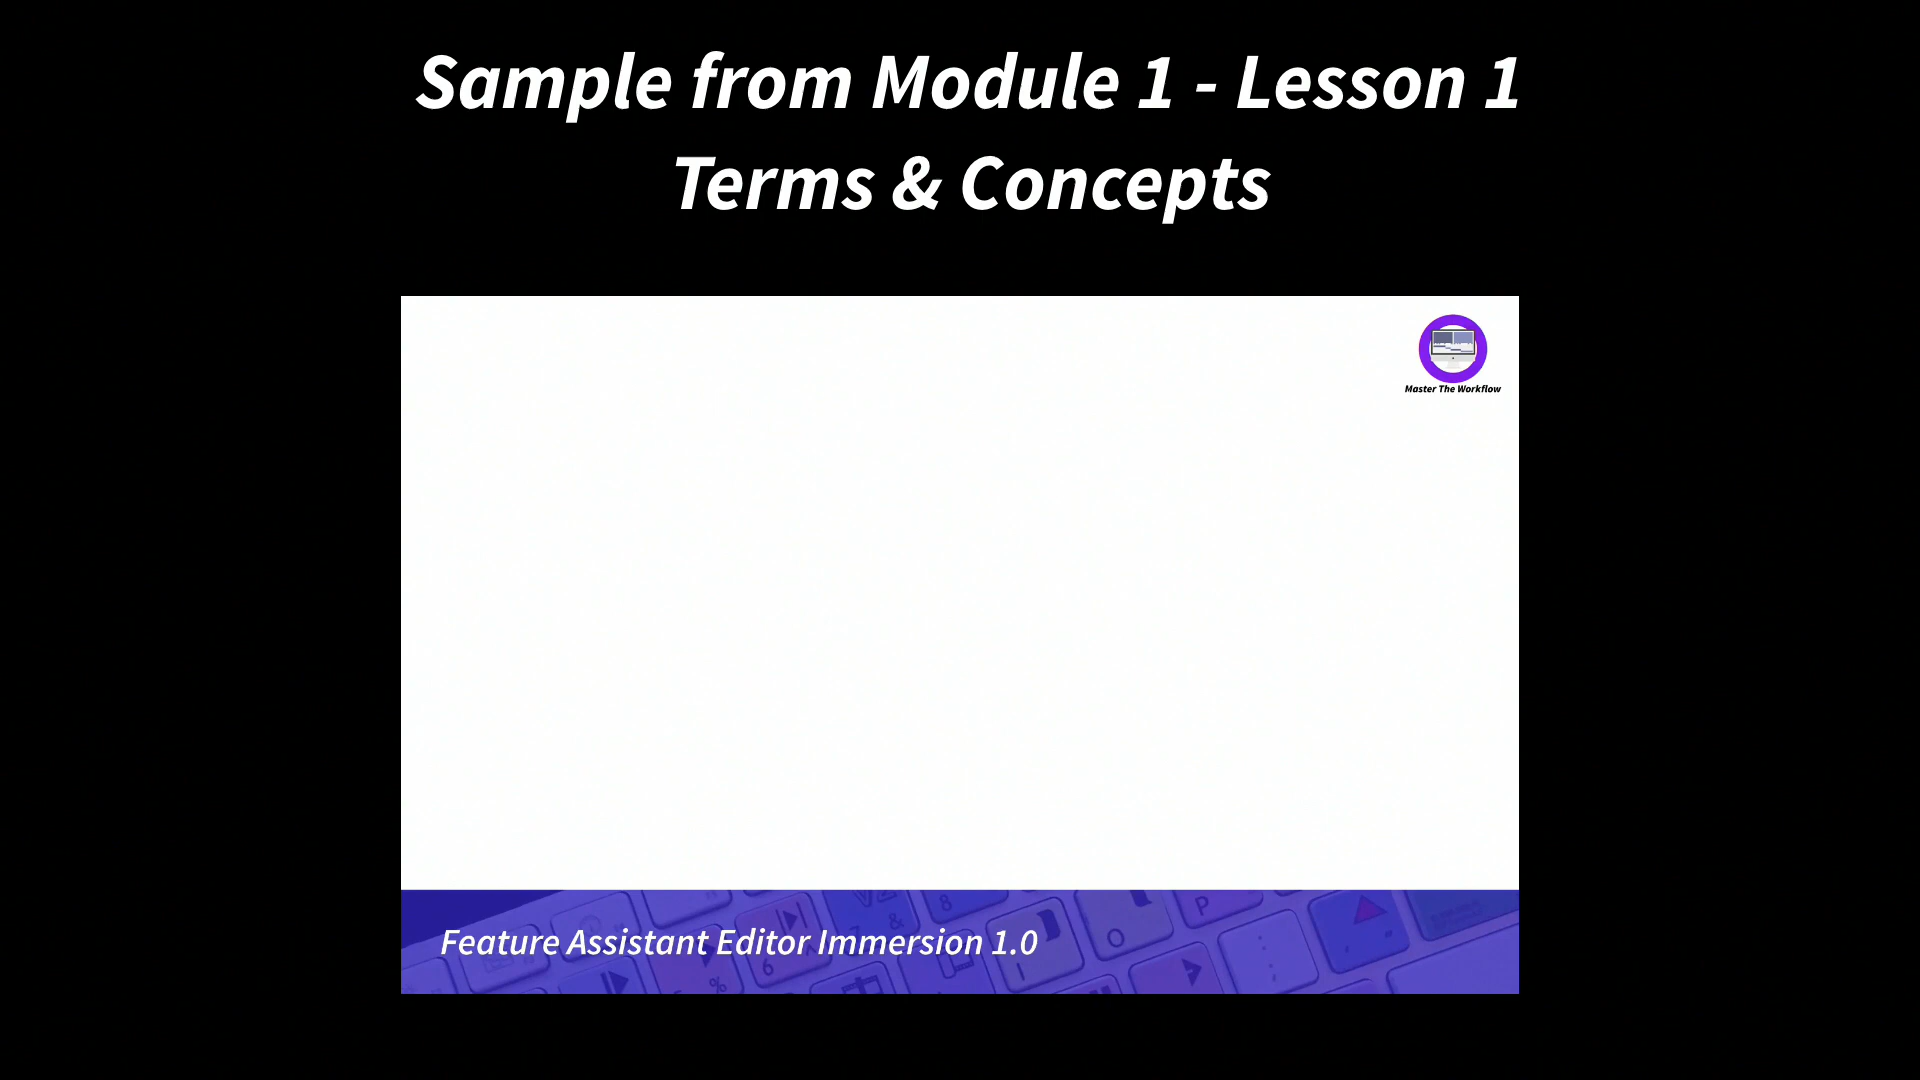 Sample from Module 1 - Lesson 1
Terms & Concepts
Master The Workflow
Feature Assistant Editor Immersion 1.0